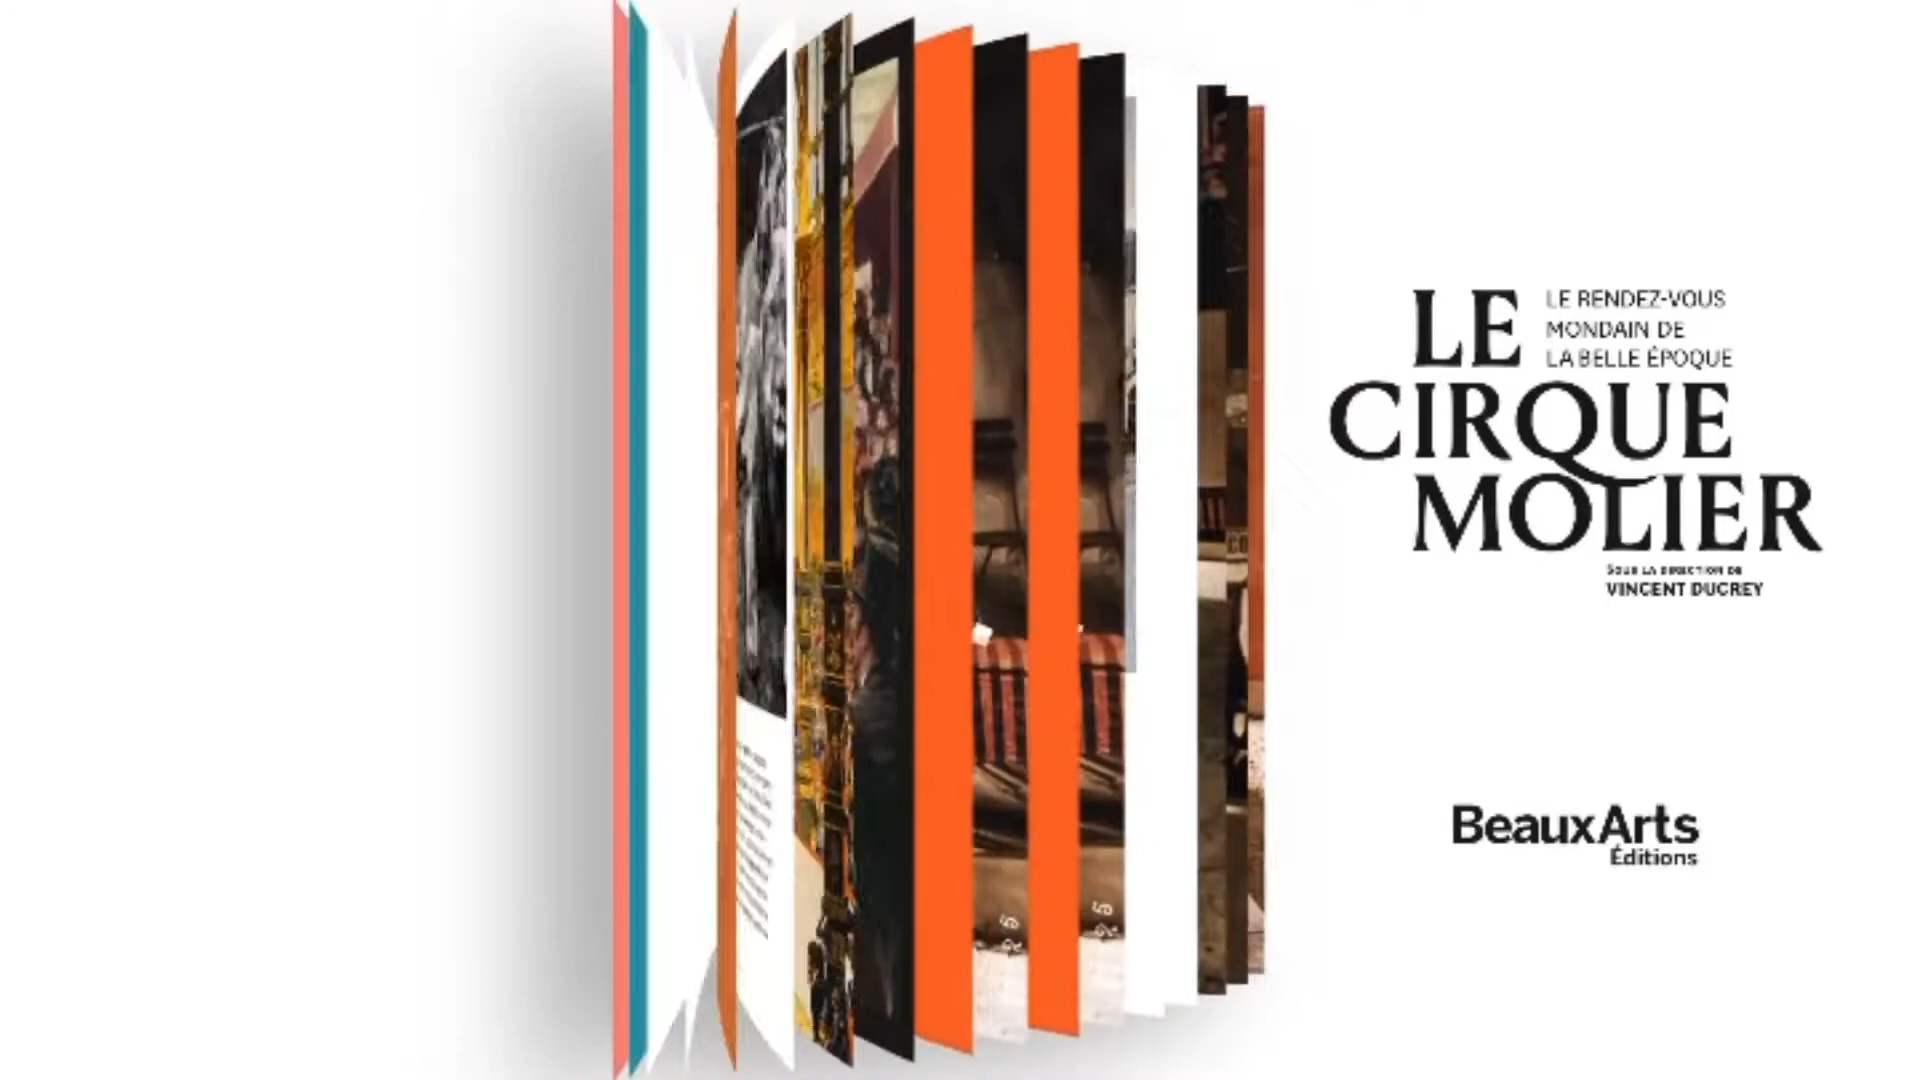 LE
LE RENDEZ-VOUS
MONDAIN DE
LA BELLE ÉPOQUE
CIRQUE
MOLIER
SOUS LA DIRECTION DE
VINCENT DUCREY
BeauxArts
Éditions